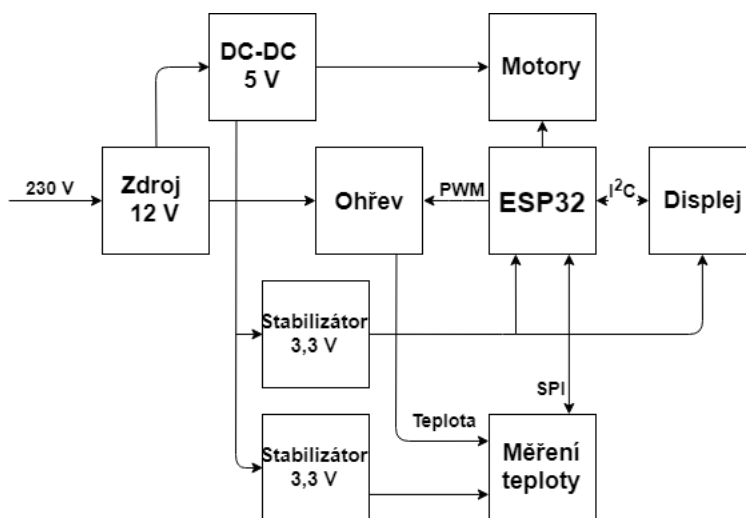 DC-DC
5 V
Motory
230 V
Zdroj
12 V
Ohřev
PWM
ESP32
I²C
Displej
Stabilizátor
3,3 V
SPI
Teplota
Stabilizátor
3,3 V
Měření
teploty